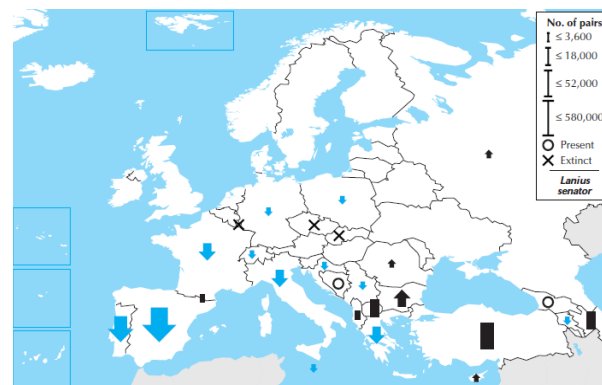 No. of pairs
≤ 3,600
≤ 18,000
≤ 52,000
≤ 580,000
Present
Extinct
Lanius
senator